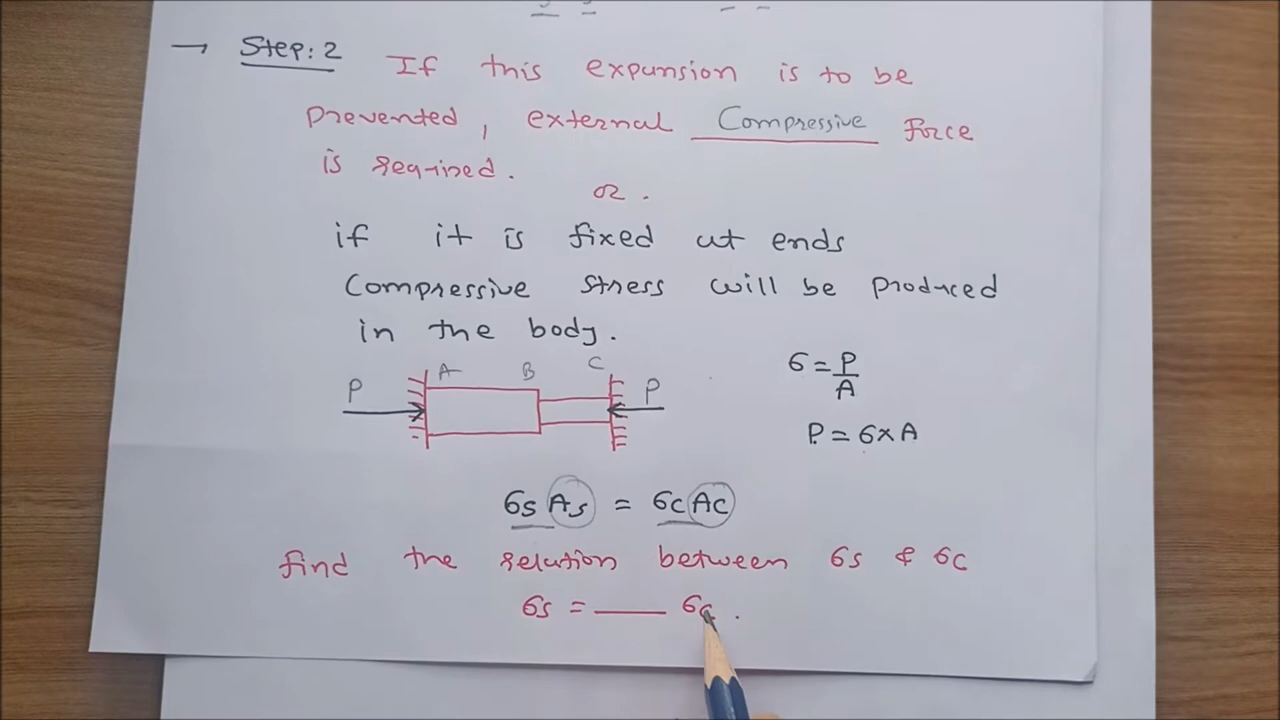 → Step: 2 If this expansion is to be
prevented, external Compressive Force
is required.
or.
if it is fixed at ends
Compressive stress will be produced
in the body.
A B C
P P
σ = P/A
P = σ x A
σs As = σc Ac
find the relation between σs & σc
σs = ____ σc.